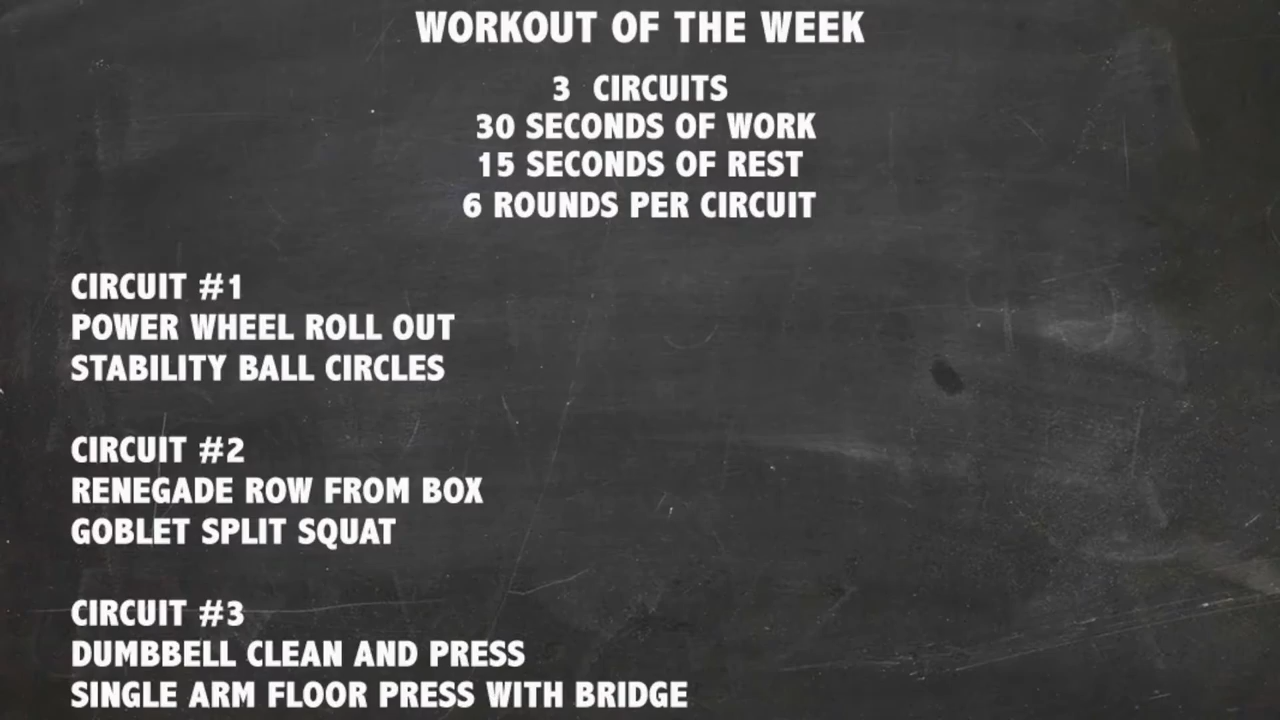 WORKOUT OF THE WEEK
3 CIRCUITS
30 SECONDS OF WORK
15 SECONDS OF REST
6 ROUNDS PER CIRCUIT
CIRCUIT #1
POWER WHEEL ROLL OUT
STABILITY BALL CIRCLES
CIRCUIT #2
RENEGADE ROW FROM BOX
GOBLET SPLIT SQUAT
CIRCUIT #3
DUMBBELL CLEAN AND PRESS
SINGLE ARM FLOOR PRESS WITH BRIDGE